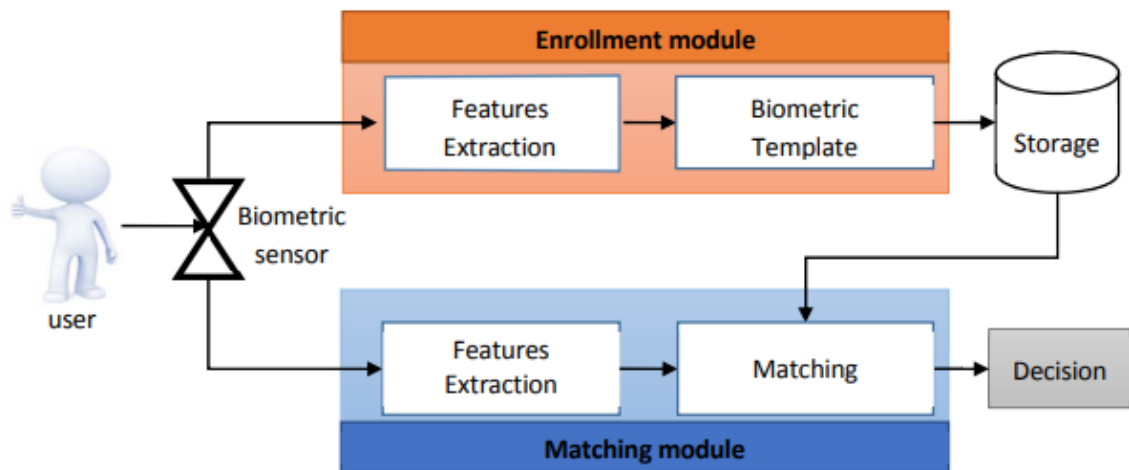 Enrollment module
Features
Extraction
Biometric
Template
Storage
Biometric
sensor
user
Features
Extraction
Matching
Decision
Matching module